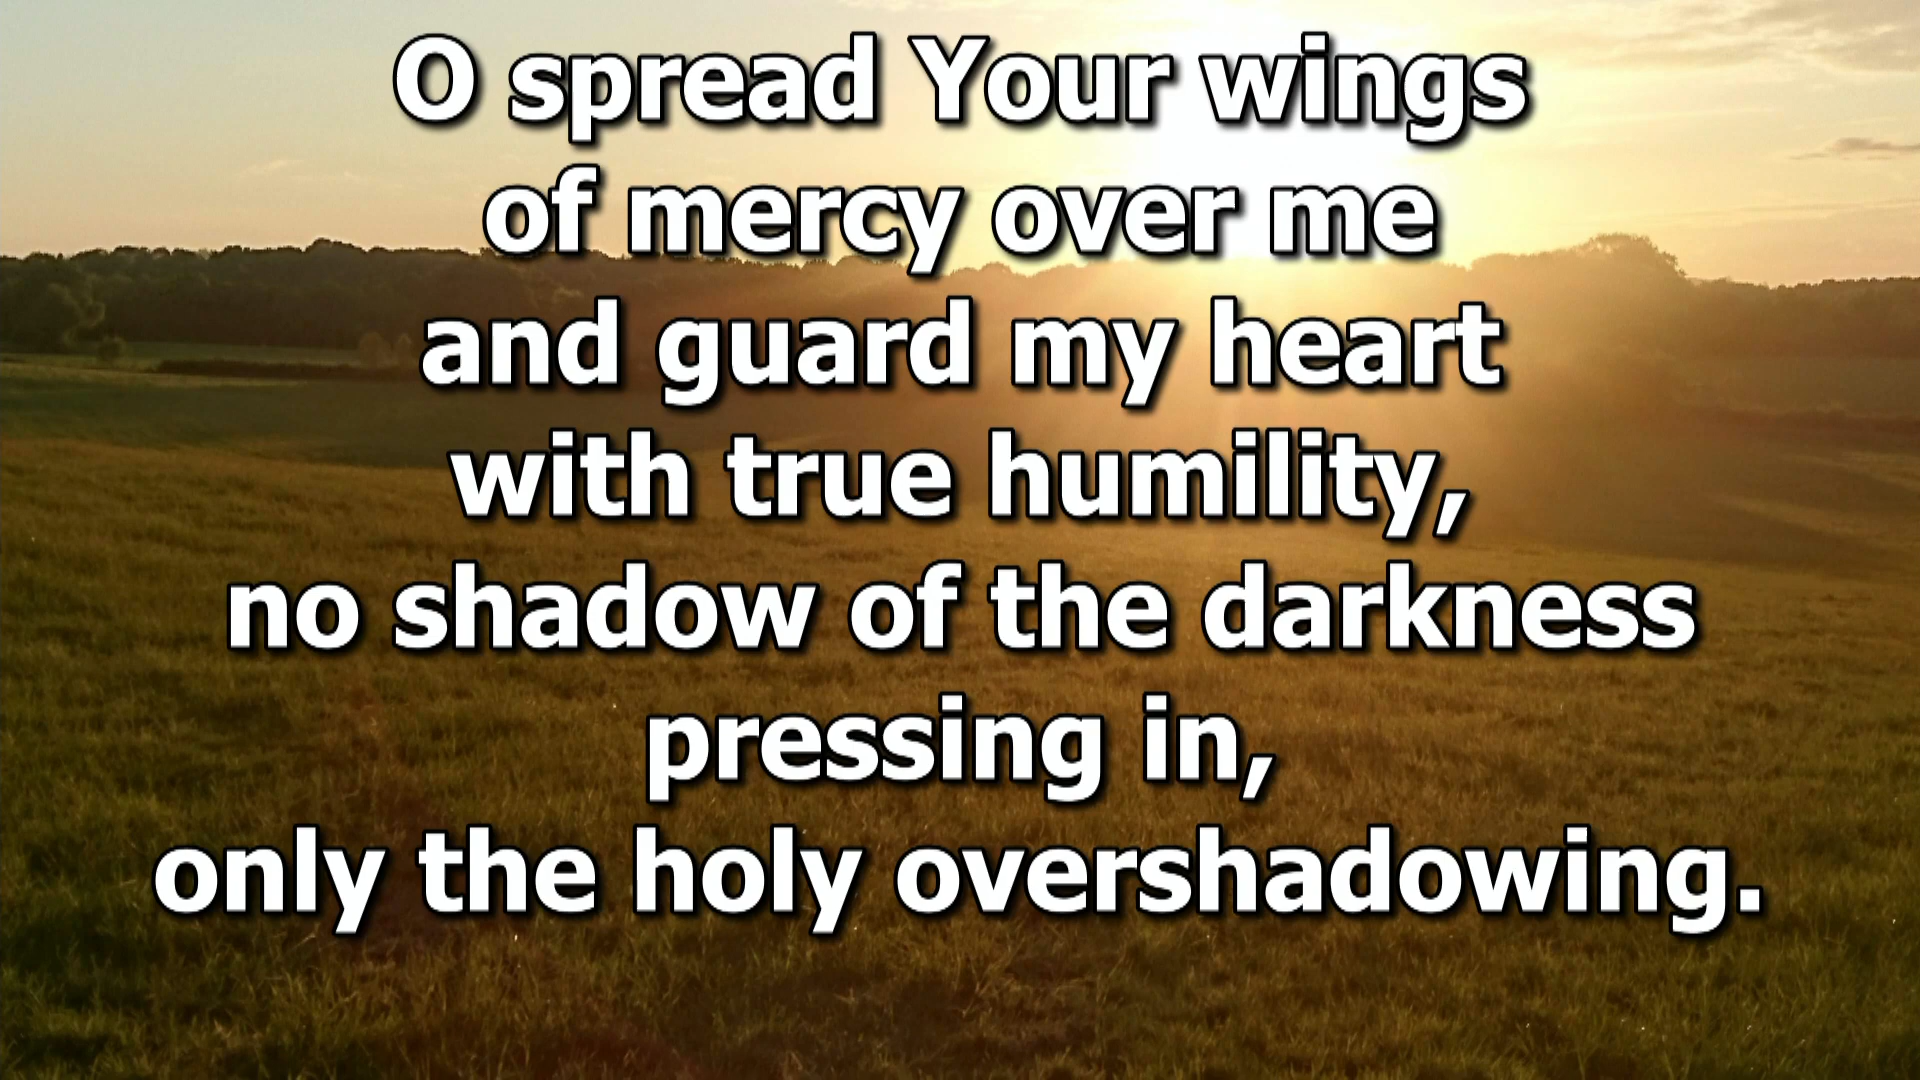 O spread Your wings
of mercy over me
and guard my heart
with true humility,
no shadow of the darkness
pressing in,
only the holy overshadowing.